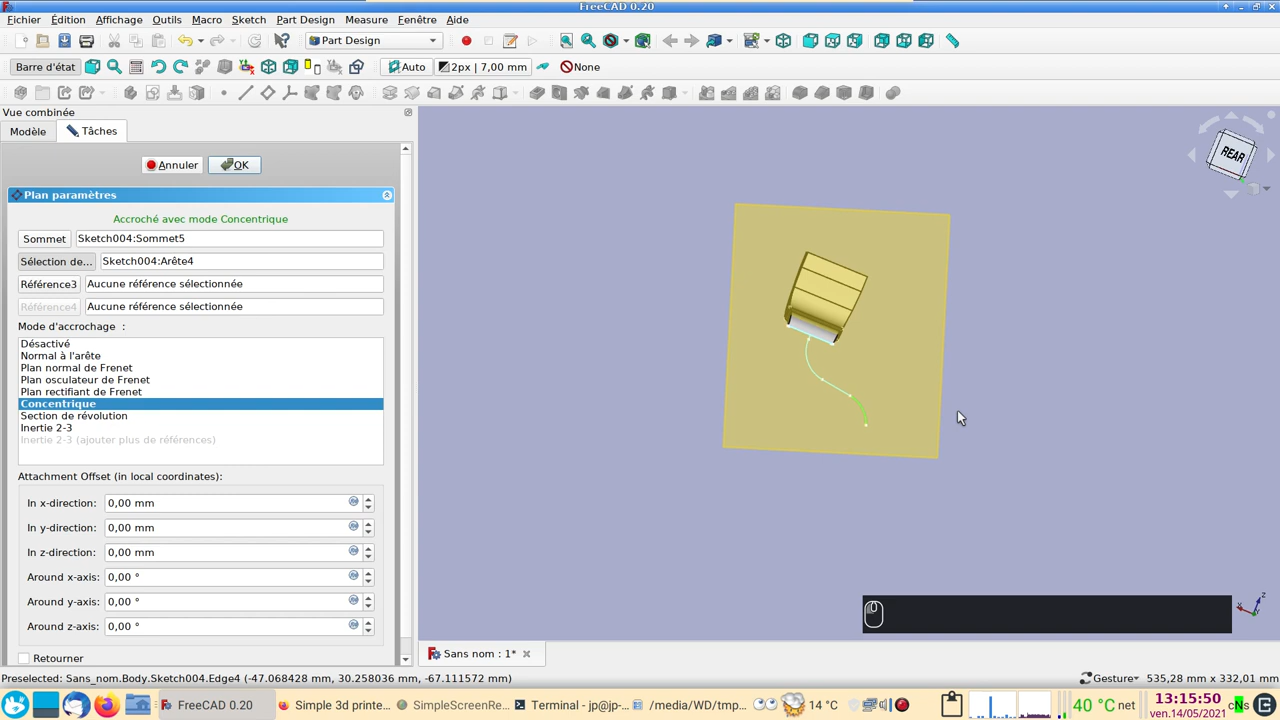 FreeCAD 0.20
Fichier Édition Affichage Outils Macro Sketch Part Design Measure Fenêtre Aide
Part Design
Barre d'état Auto 2px | 7,00 mm None
Vue combinée
Modèle Tâches
Annuler OK
Plan paramètres
Accroché avec mode Concentrique
Sommet Sketch004:Sommet5
Sélection de... Sketch004:Arête4
Référence3 Aucune référence sélectionnée
Référence4 Aucune référence sélectionnée
Mode d'accrochage :
Désactivé
Normal à l'arête
Plan normal de Frenet
Plan osculateur de Frenet
Plan rectifiant de Frenet
Concentrique
Section de révolution
Inertie 2-3
Inertie 2-3 (ajouter plus de références)
Attachment Offset (in local coordinates):
In x-direction: 0,00 mm
In y-direction: 0,00 mm
In z-direction: 0,00 mm
Around x-axis: 0,00 °
Around y-axis: 0,00 °
Around z-axis: 0,00 °
Retourner
REAR
Sans nom : 1*
Preselected: Sans_nom.Body.Sketch004.Edge4 (-47.068428 mm, 30.258036 mm, -67.111572 mm)
Gesture 535,28 mm x 332,01 mm
FreeCAD 0.20 Simple 3d printe... SimpleScreenRe... Terminal - jp@jp-... /media/WD/tmp... 14 °C 40 °C net 13:15:50
ven.14/05/2021